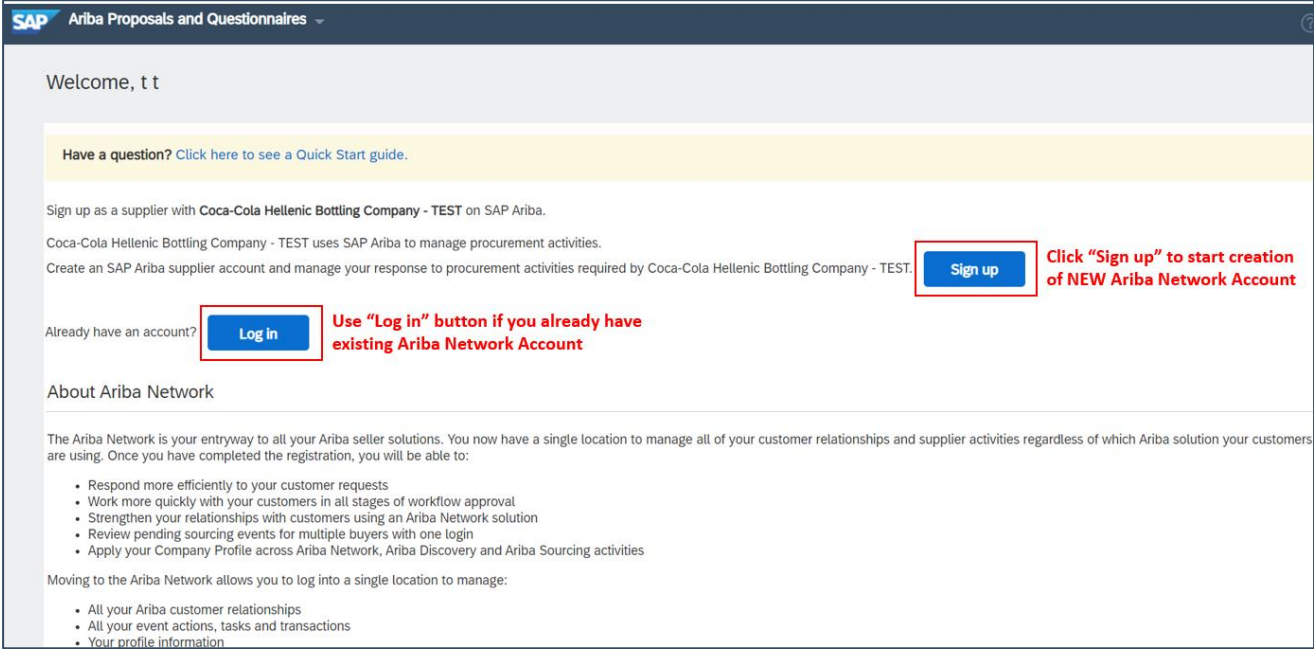 SAP Ariba Proposals and Questionnaires
Welcome, t t
Have a question? Click here to see a Quick Start guide.
Sign up as a supplier with Coca-Cola Hellenic Bottling Company - TEST on SAP Ariba.
Coca-Cola Hellenic Bottling Company - TEST uses SAP Ariba to manage procurement activities.
Create an SAP Ariba supplier account and manage your response to procurement activities required by Coca-Cola Hellenic Bottling Company - TEST.
Sign up
Click “Sign up” to start creation
of NEW Ariba Network Account
Already have an account?
Log in
Use “Log in” button if you already have
existing Ariba Network Account
About Ariba Network
The Ariba Network is your entryway to all your Ariba seller solutions. You now have a single location to manage all of your customer relationships and supplier activities regardless of which Ariba solution your customers
are using. Once you have completed the registration, you will be able to:
• Respond more efficiently to your customer requests
• Work more quickly with your customers in all stages of workflow approval
• Strengthen your relationships with customers using an Ariba Network solution
• Review pending sourcing events for multiple buyers with one login
• Apply your Company Profile across Ariba Network, Ariba Discovery and Ariba Sourcing activities
Moving to the Ariba Network allows you to log into a single location to manage:
• All your Ariba customer relationships
• All your event actions, tasks and transactions
• Your profile information